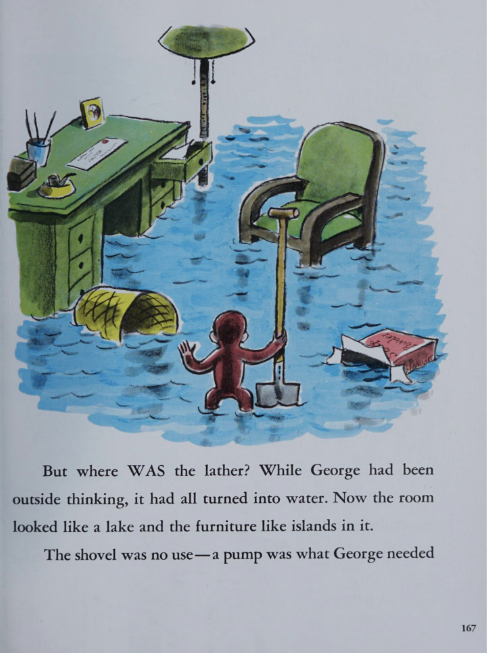 But where WAS the lather? While George had been
outside thinking, it had all turned into water. Now the room
looked like a lake and the furniture like islands in it.
The shovel was no use—a pump was what George needed
167